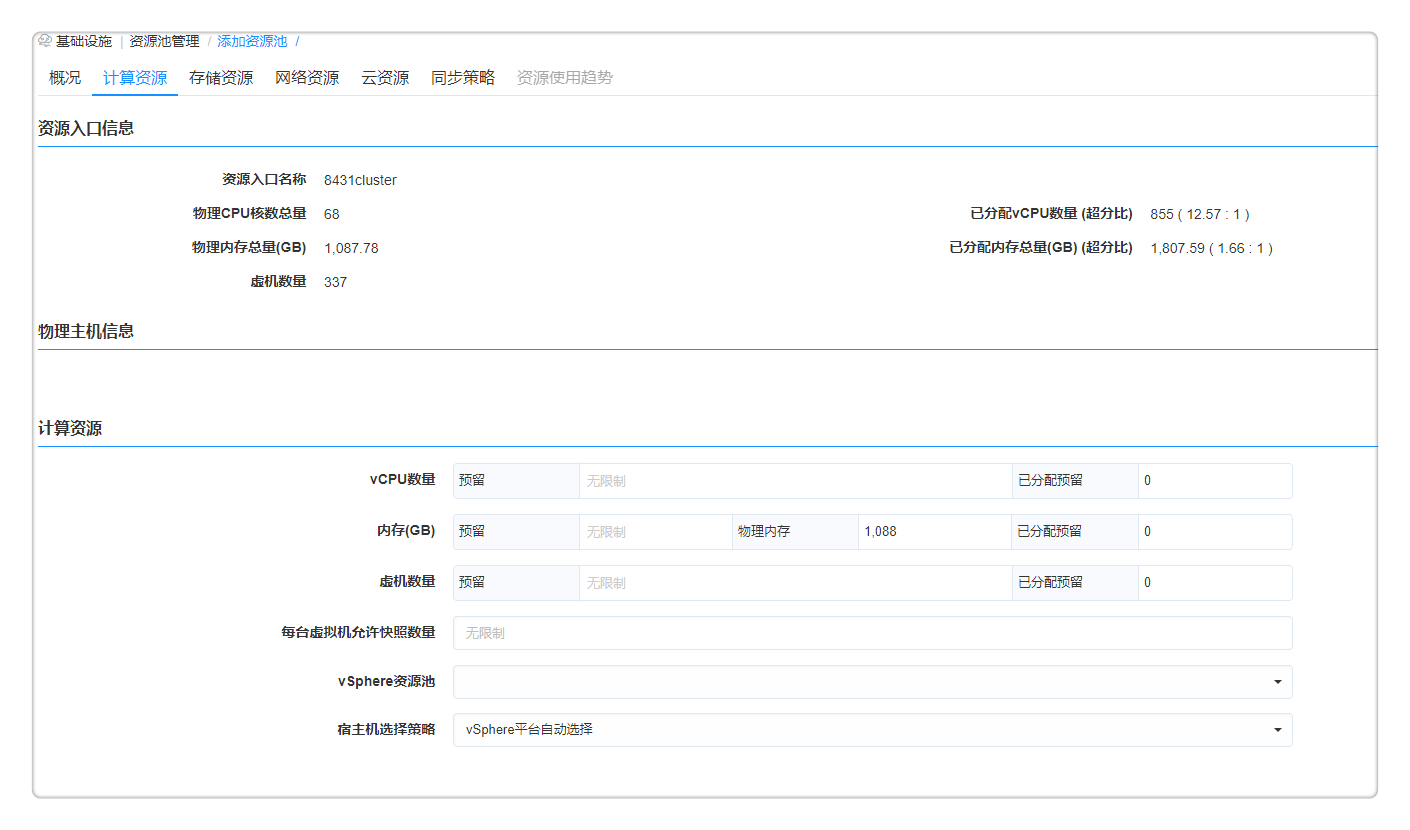 基础设施 | 资源池管理 / 添加资源池 /
概况 计算资源 存储资源 网络资源 云资源 同步策略 资源使用趋势
资源入口信息
资源入口名称 8431cluster
物理CPU核数总量 68 已分配vCPU数量 (超分比) 855 ( 12.57 : 1 )
物理内存总量(GB) 1,087.78 已分配内存总量(GB) (超分比) 1,807.59 ( 1.66 : 1 )
虚机数量 337
物理主机信息
计算资源
vCPU数量 预留 无限制 已分配预留 0
内存(GB) 预留 无限制 物理内存 1,088 已分配预留 0
虚机数量 预留 无限制 已分配预留 0
每台虚拟机允许快照数量 无限制
vSphere资源池
宿主机选择策略 vSphere平台自动选择